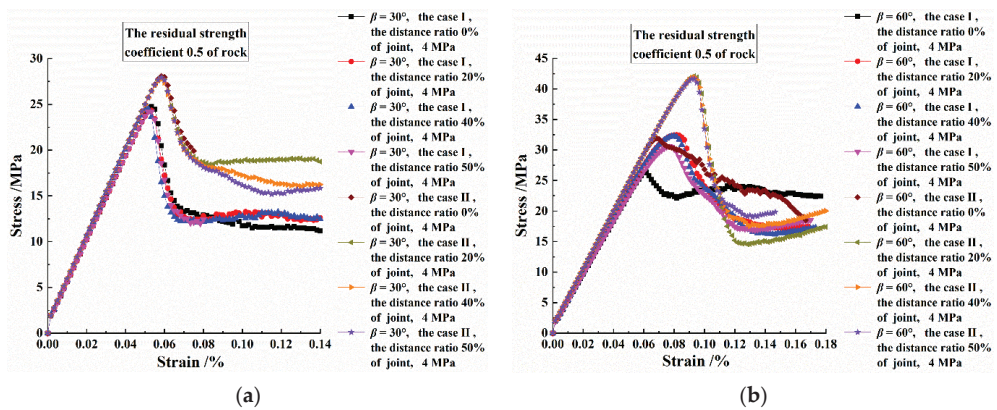 The residual strength
coefficient 0.5 of rock
30
25
20
15
10
5
0
Stress /MPa
0.00 0.02 0.04 0.06 0.08 0.10 0.12 0.14
Strain /%
β = 30°, the case I,
the distance ratio 0%
of joint, 4 MPa
β = 30°, the case I,
the distance ratio 20%
of joint, 4 MPa
β = 30°, the case I,
the distance ratio 40%
of joint, 4 MPa
β = 30°, the case I,
the distance ratio 50%
of joint, 4 MPa
β = 30°, the case II,
the distance ratio 0%
of joint, 4 MPa
β = 30°, the case II,
the distance ratio 20%
of joint, 4 MPa
β = 30°, the case II,
the distance ratio 40%
of joint, 4 MPa
β = 30°, the case II,
the distance ratio 50%
of joint, 4 MPa
(a)
The residual strength
coefficient 0.5 of rock
45
40
35
30
25
20
15
10
5
0
Stress /MPa
0.00 0.02 0.04 0.06 0.08 0.10 0.12 0.14 0.16 0.18
Strain /%
β = 60°, the case I,
the distance ratio 0%
of joint, 4 MPa
β = 60°, the case I,
the distance ratio 20%
of joint, 4 MPa
β = 60°, the case I,
the distance ratio 40%
of joint, 4 MPa
β = 60°, the case I,
the distance ratio 50%
of joint, 4 MPa
β = 60°, the case II,
the distance ratio 0%
of joint, 4 MPa
β = 60°, the case II,
the distance ratio 20%
of joint, 4 MPa
β = 60°, the case II,
the distance ratio 40%
of joint, 4 MPa
β = 60°, the case II,
the distance ratio 50%
of joint, 4 MPa
(b)